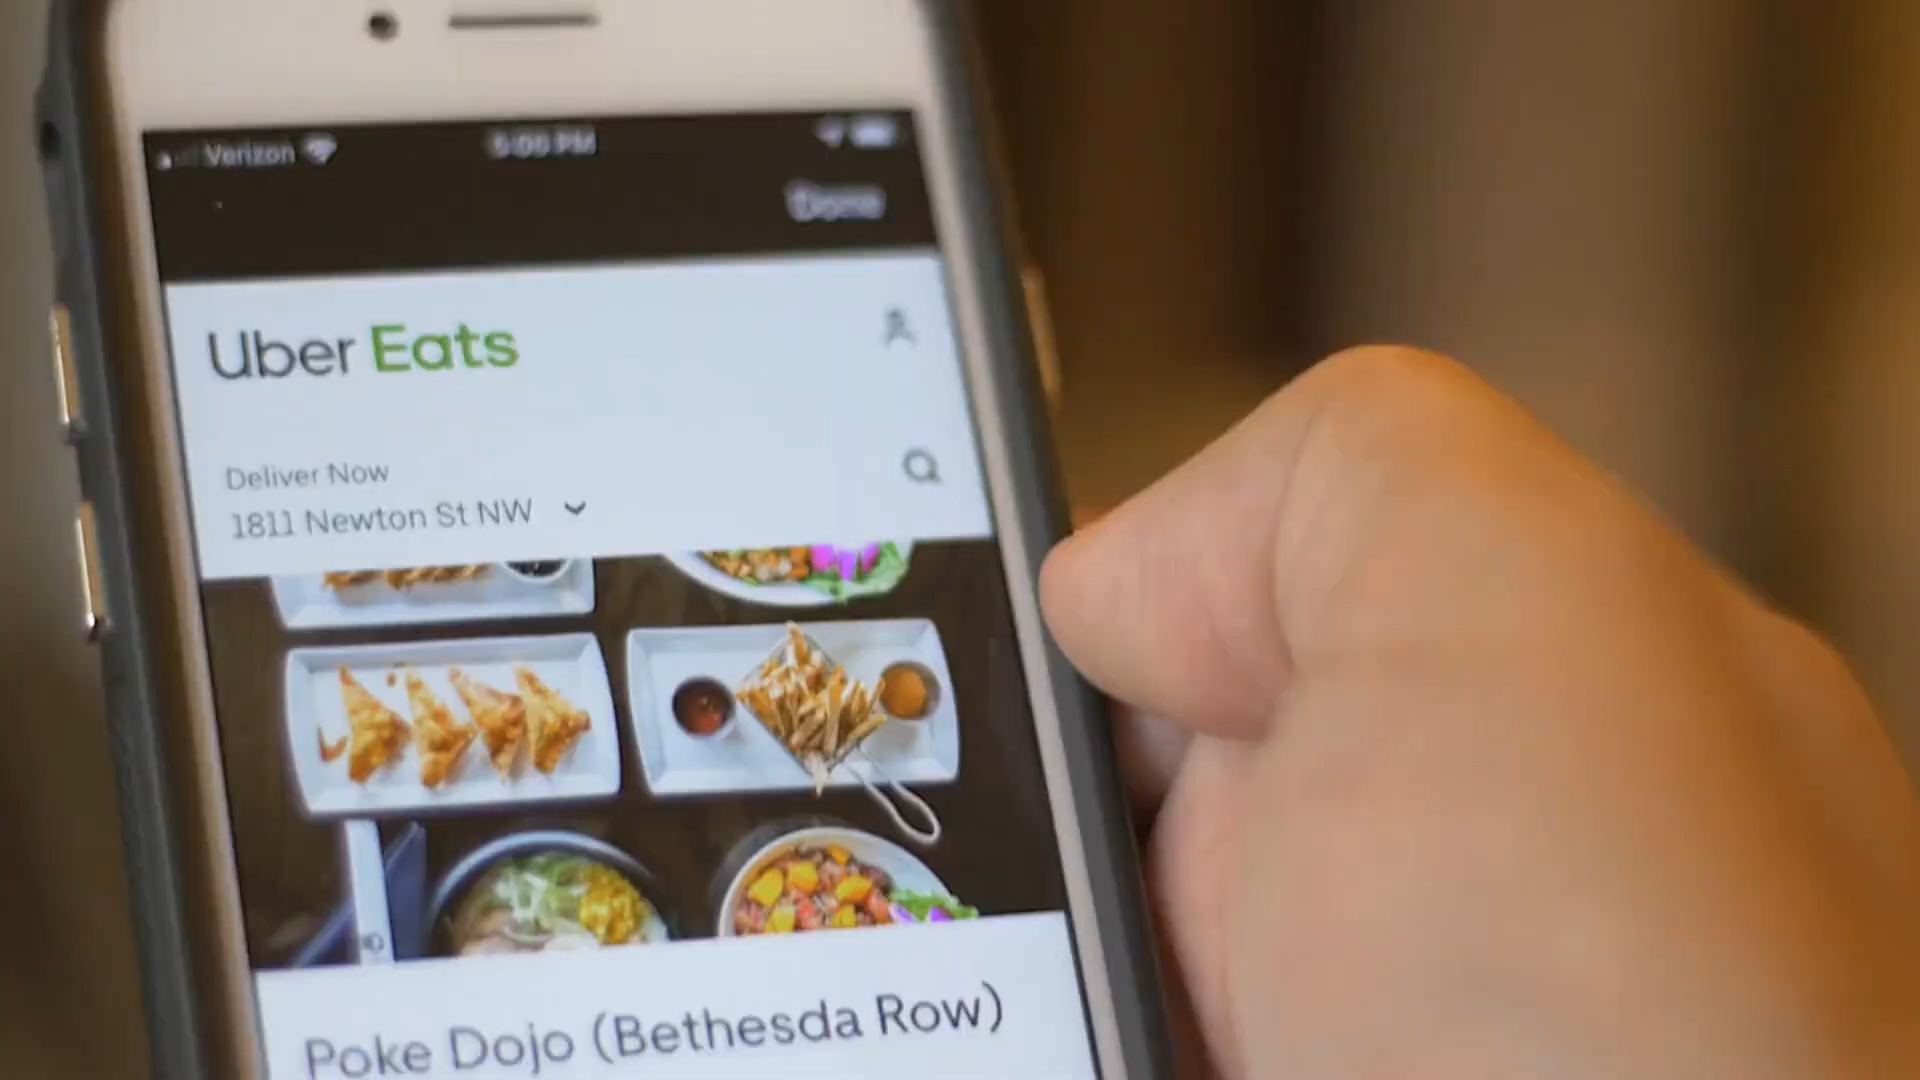 Verizon
Done
Uber Eats
Deliver Now
1811 Newton St NW
Poke Dojo (Bethesda Row)